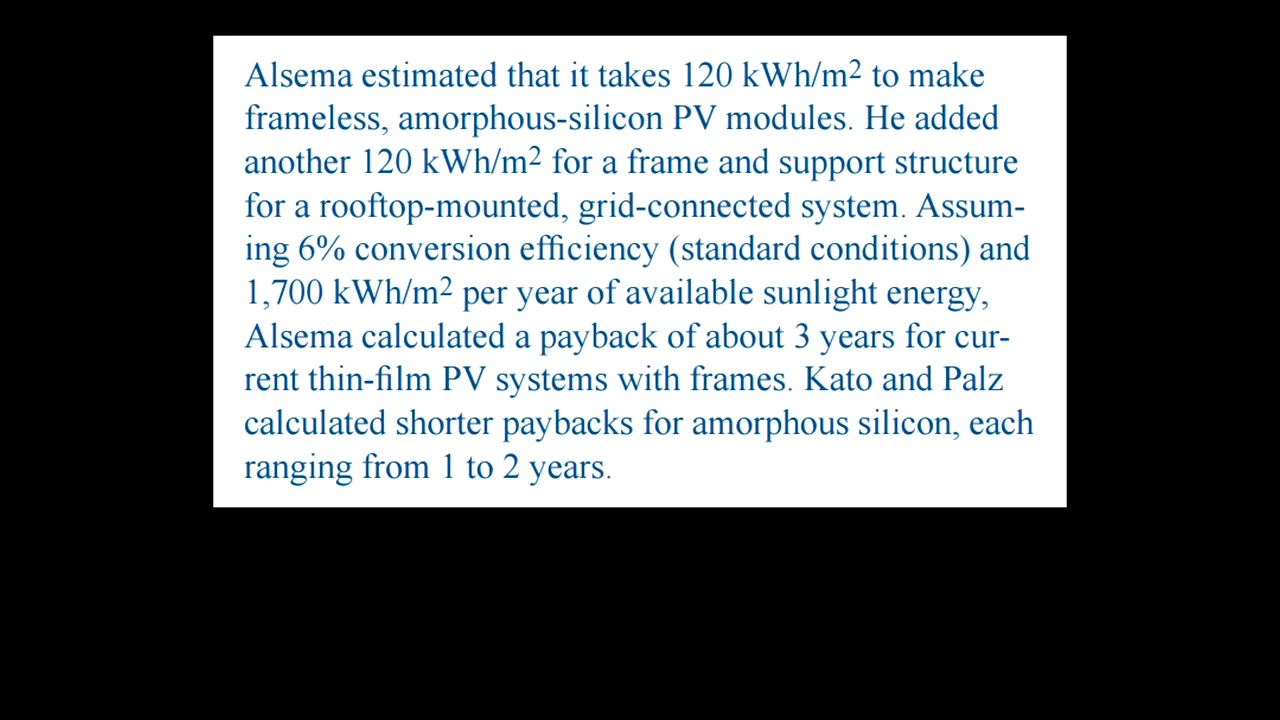 Alsema estimated that it takes 120 kWh/m2 to make
frameless, amorphous-silicon PV modules. He added
another 120 kWh/m2 for a frame and support structure
for a rooftop-mounted, grid-connected system. Assum-
ing 6% conversion efficiency (standard conditions) and
1,700 kWh/m2 per year of available sunlight energy,
Alsema calculated a payback of about 3 years for cur-
rent thin-film PV systems with frames. Kato and Palz
calculated shorter paybacks for amorphous silicon, each
ranging from 1 to 2 years.